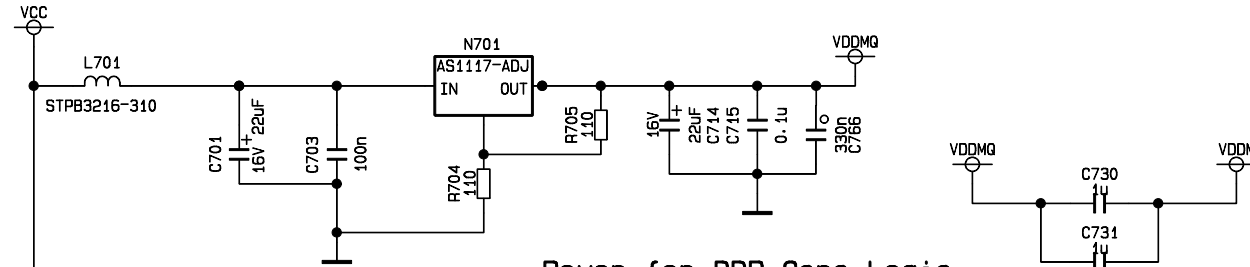 VCC
L701
STPB3216-310
C701
16V
22uF
+
C703
100n
N701
AS1117-ADJ
IN
OUT
R704
110
R705
110
VDDMQ
16V
+
22uF
C714
C715
0.1u
330n
C766
VDDMQ
C730
1u
C731
1u